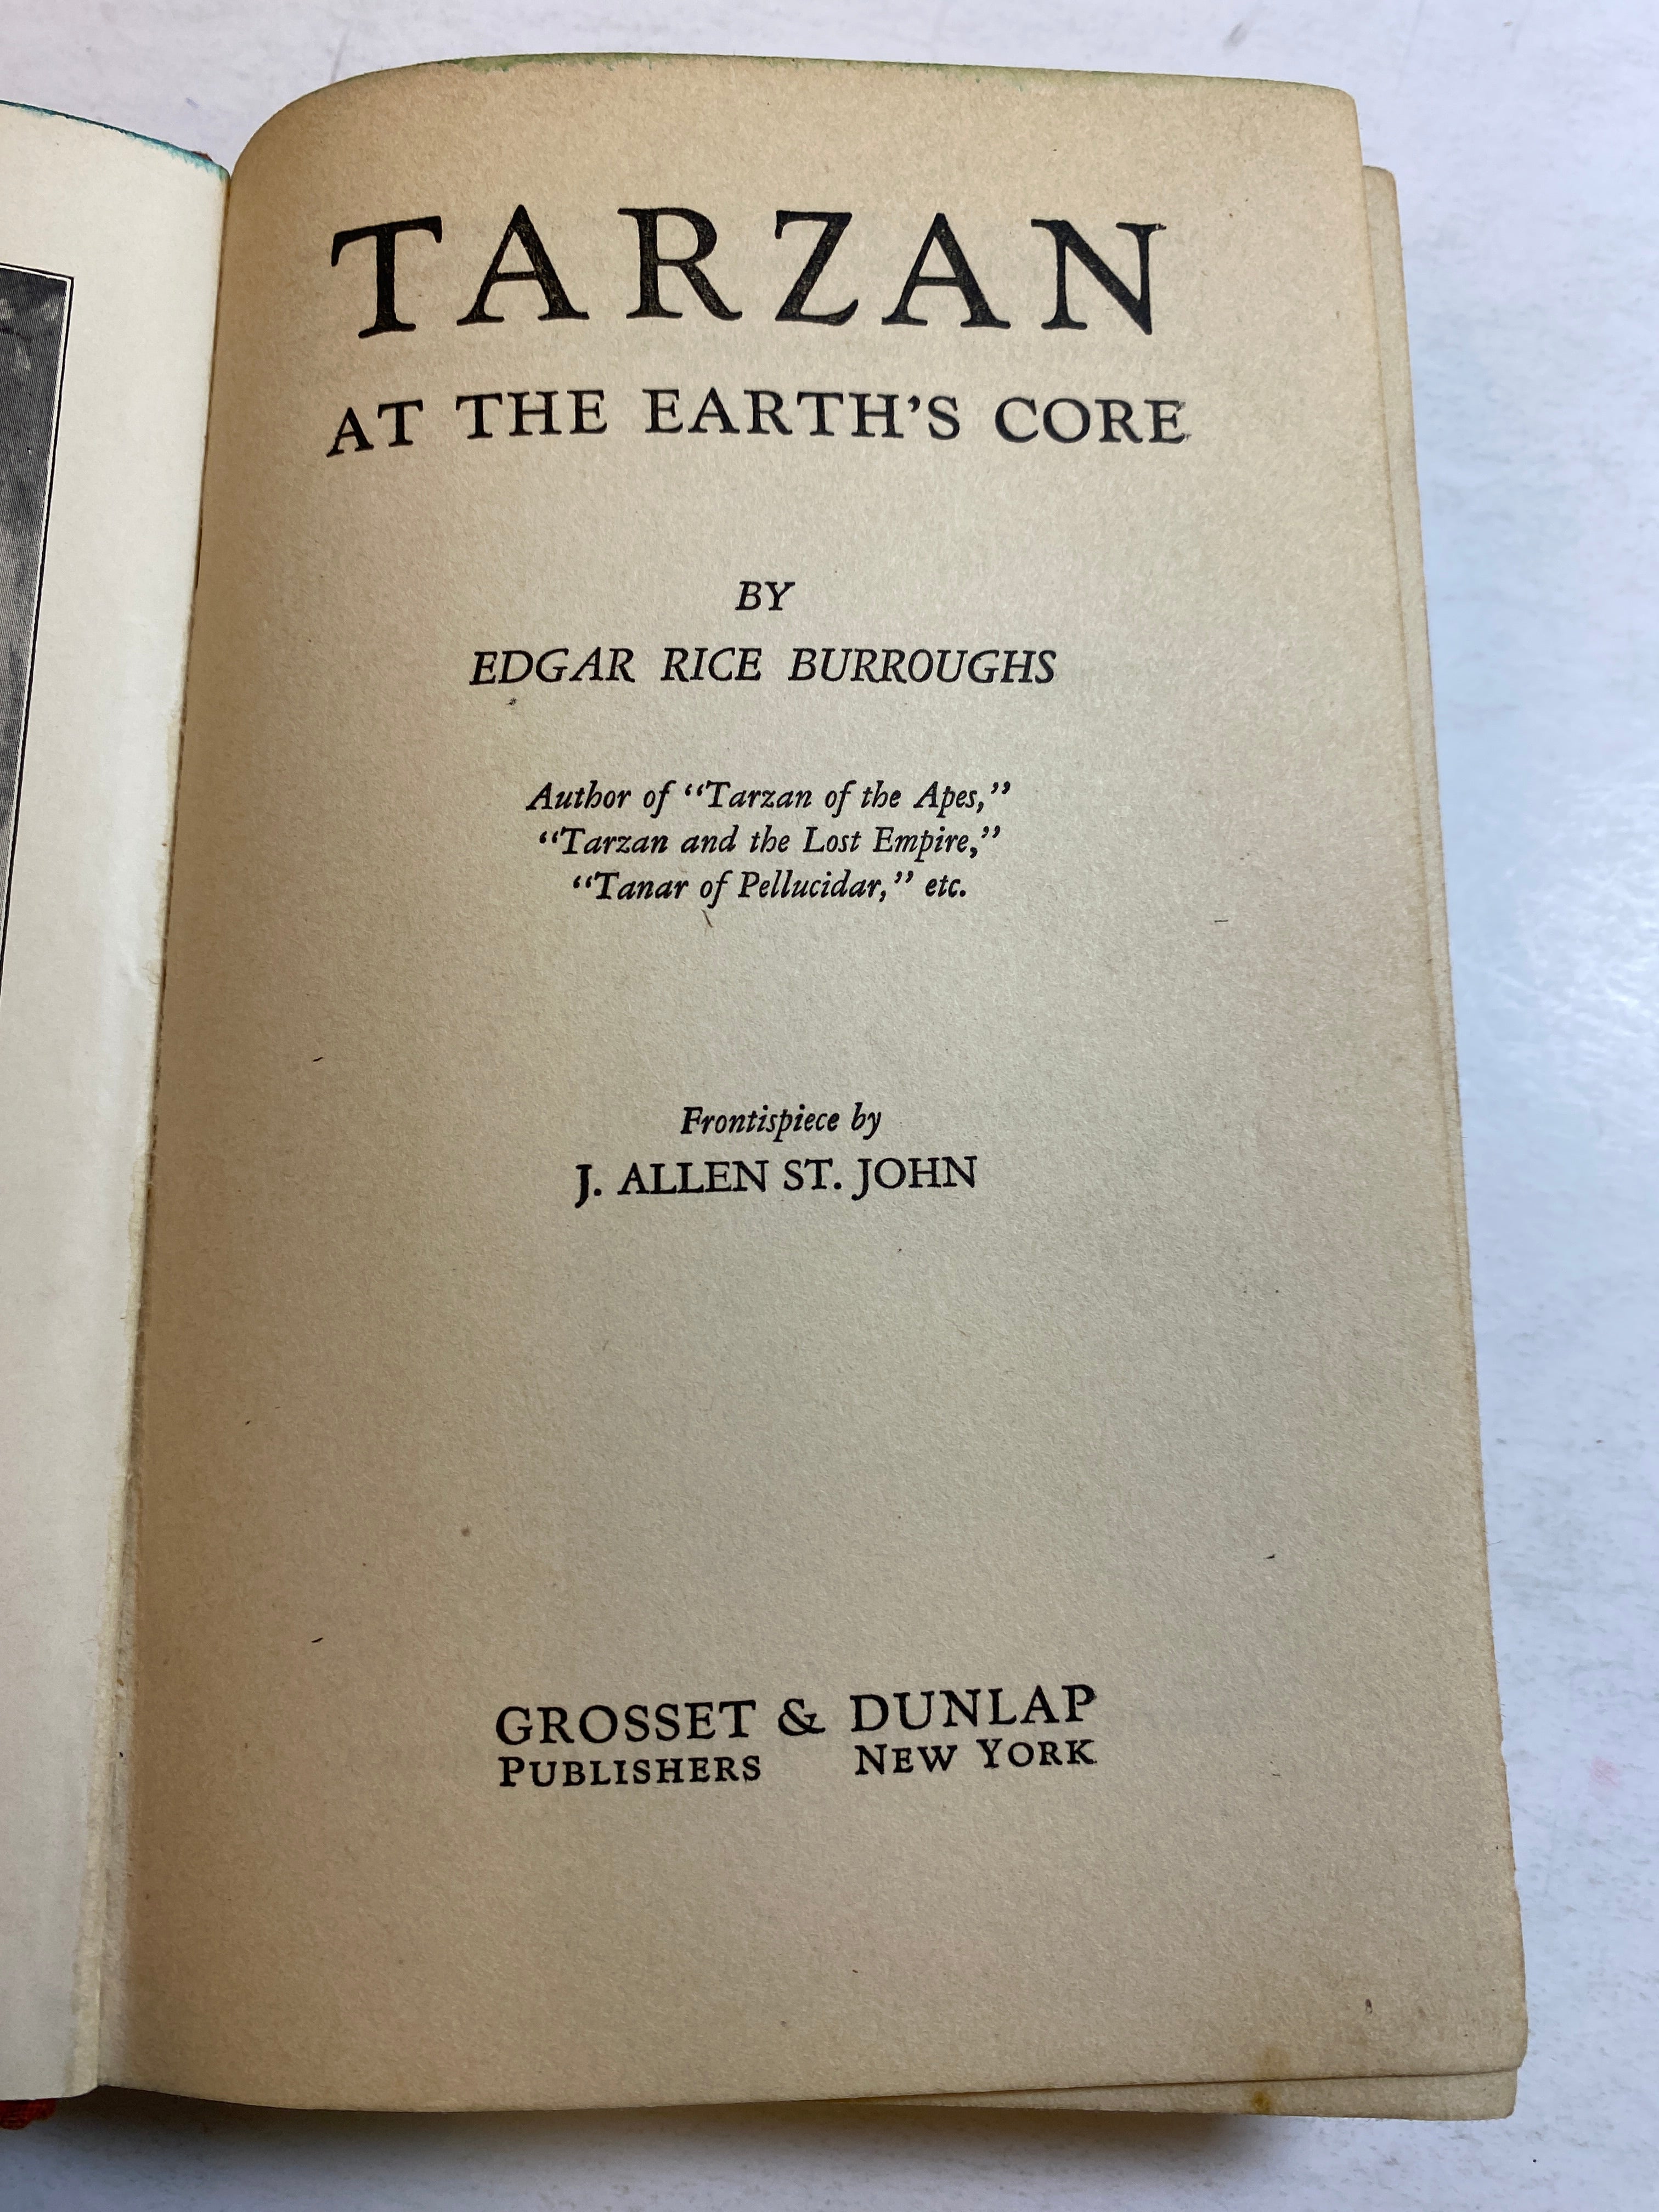 TARZAN
AT THE EARTH'S CORE
BY
EDGAR RICE BURROUGHS
Author of "Tarzan of the Apes,"
"Tarzan and the Lost Empire,"
"Tanar of Pellucidar," etc.
Frontispiece by
J. ALLEN ST. JOHN
GROSSET & DUNLAP
PUBLISHERS NEW YORK